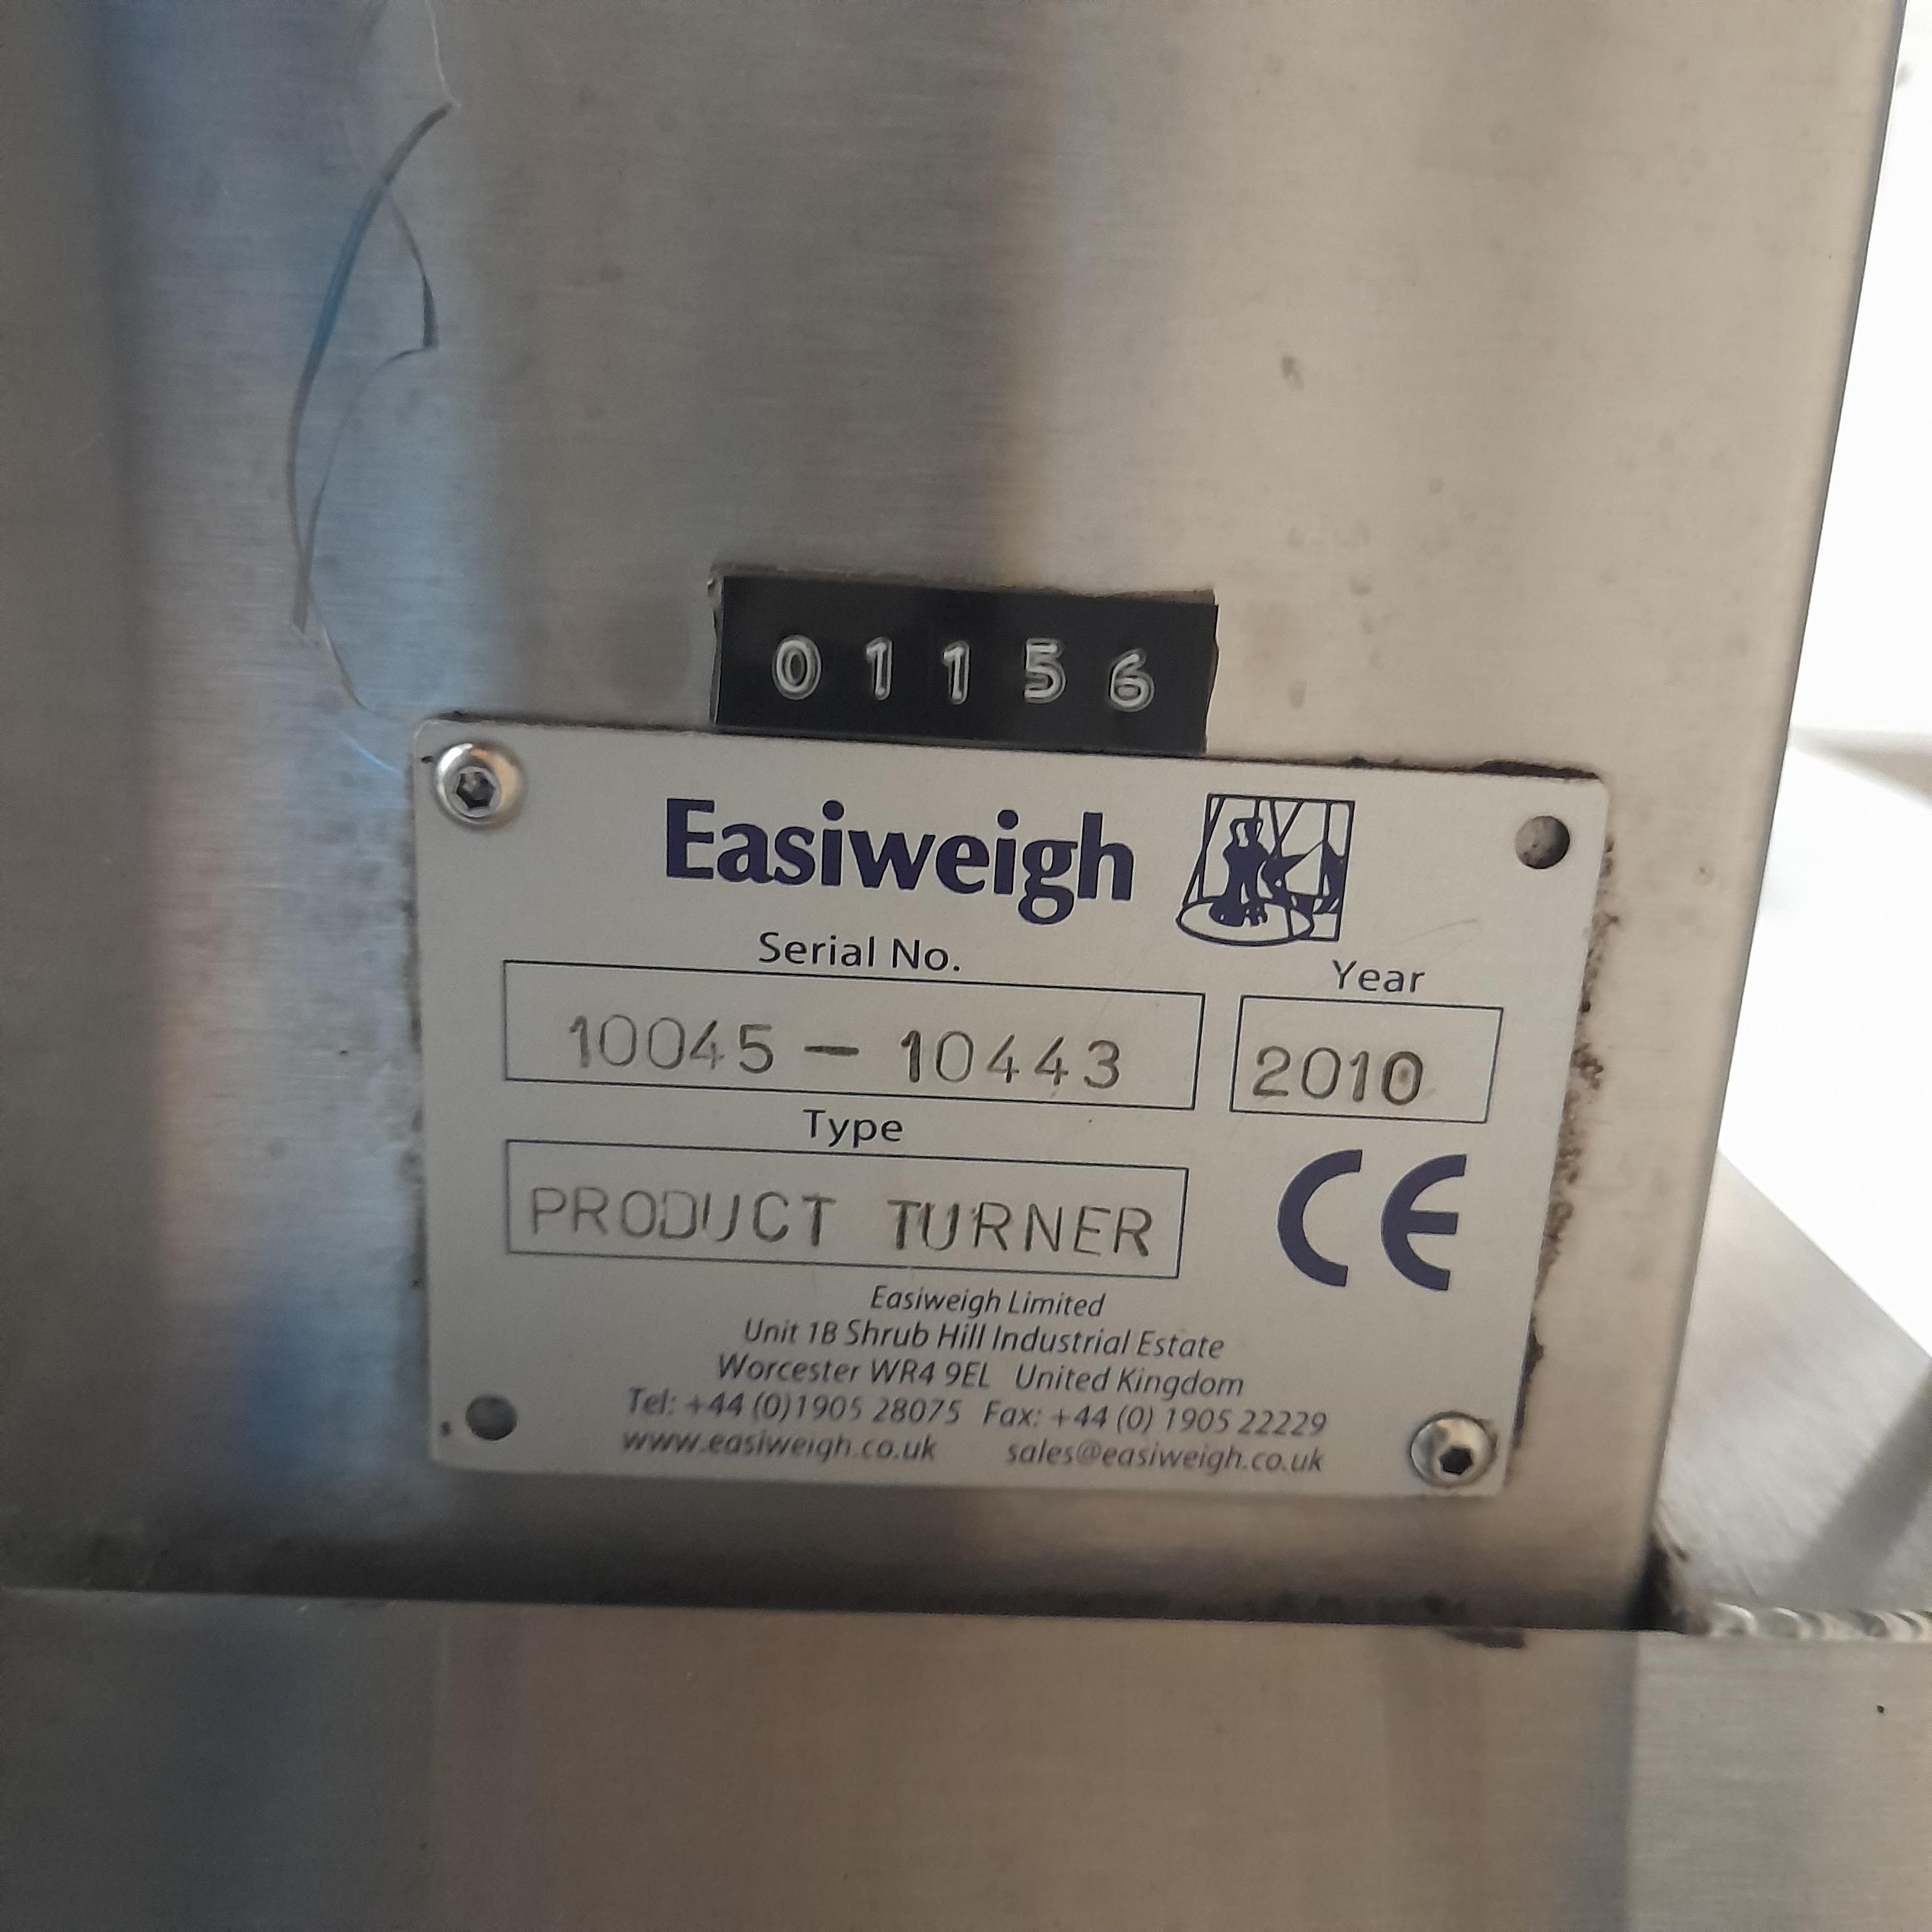 01156
Easiweigh
Serial No.
Year
10045 - 10443
2010
Type
PRODUCT TURNER
CE
Easiweigh Limited
Unit 1B Shrub Hill Industrial Estate
Worcester WR4 9EL United Kingdom
Tel: +44 (0)1905 28075 Fax: +44 (0) 1905 22229
www.easiweigh.co.uk sales@easiweigh.co.uk